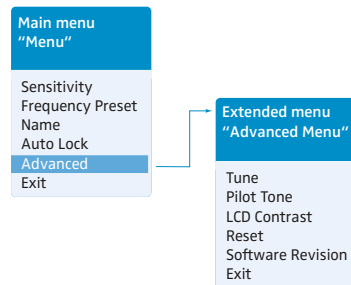 Main menu
“Menu”
Sensitivity
Frequency Preset
Name
Auto Lock
Advanced
Exit
Extended menu
“Advanced Menu”
Tune
Pilot Tone
LCD Contrast
Reset
Software Revision
Exit